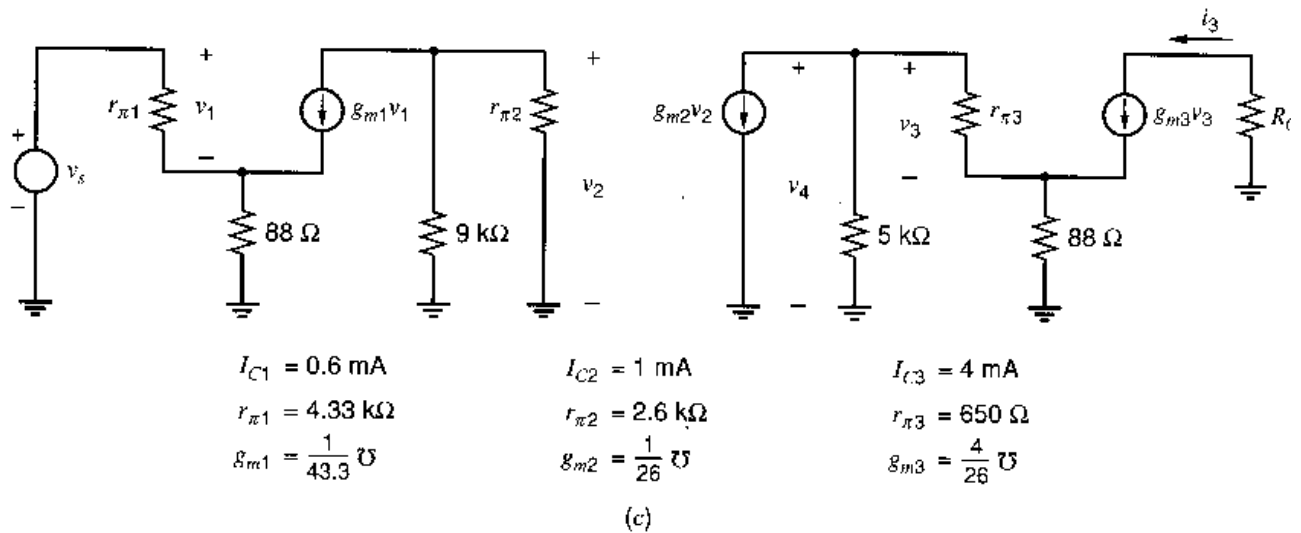 i₃
+
+
+
+
r_π1
v₁
g_m1v₁
r_π2
g_m2v₂
v₃
r_π3
g_m3v₃
+
v_s
−
−
v₂
v₄
−
88 Ω
9 kΩ
5 kΩ
88 Ω
−
−
I_C1 = 0.6 mA
I_C2 = 1 mA
I_C3 = 4 mA
r_π1 = 4.33 kΩ
r_π2 = 2.6 kΩ
r_π3 = 650 Ω
g_m1 = 1/43.3 ℧
g_m2 = 1/26 ℧
g_m3 = 4/26 ℧
(c)